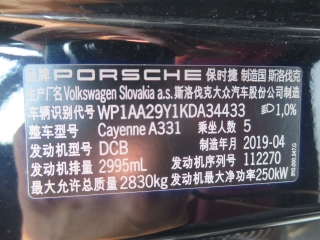 品牌 PORSCHE 保时捷 制造国 斯洛伐克
生产厂名 Volkswagen Slovakia a.s. 斯洛伐克大众汽车股份公司制造
车辆识别代号 WP1AA29Y1KDA34433 1,0%
整车型号 Cayenne A331 乘坐人数 5
发动机型号 DCB 制造年月 2019-04
发动机排量 2995mL 发动机号 112270
最大允许总质量 2830kg 发动机最大净功率 250kW